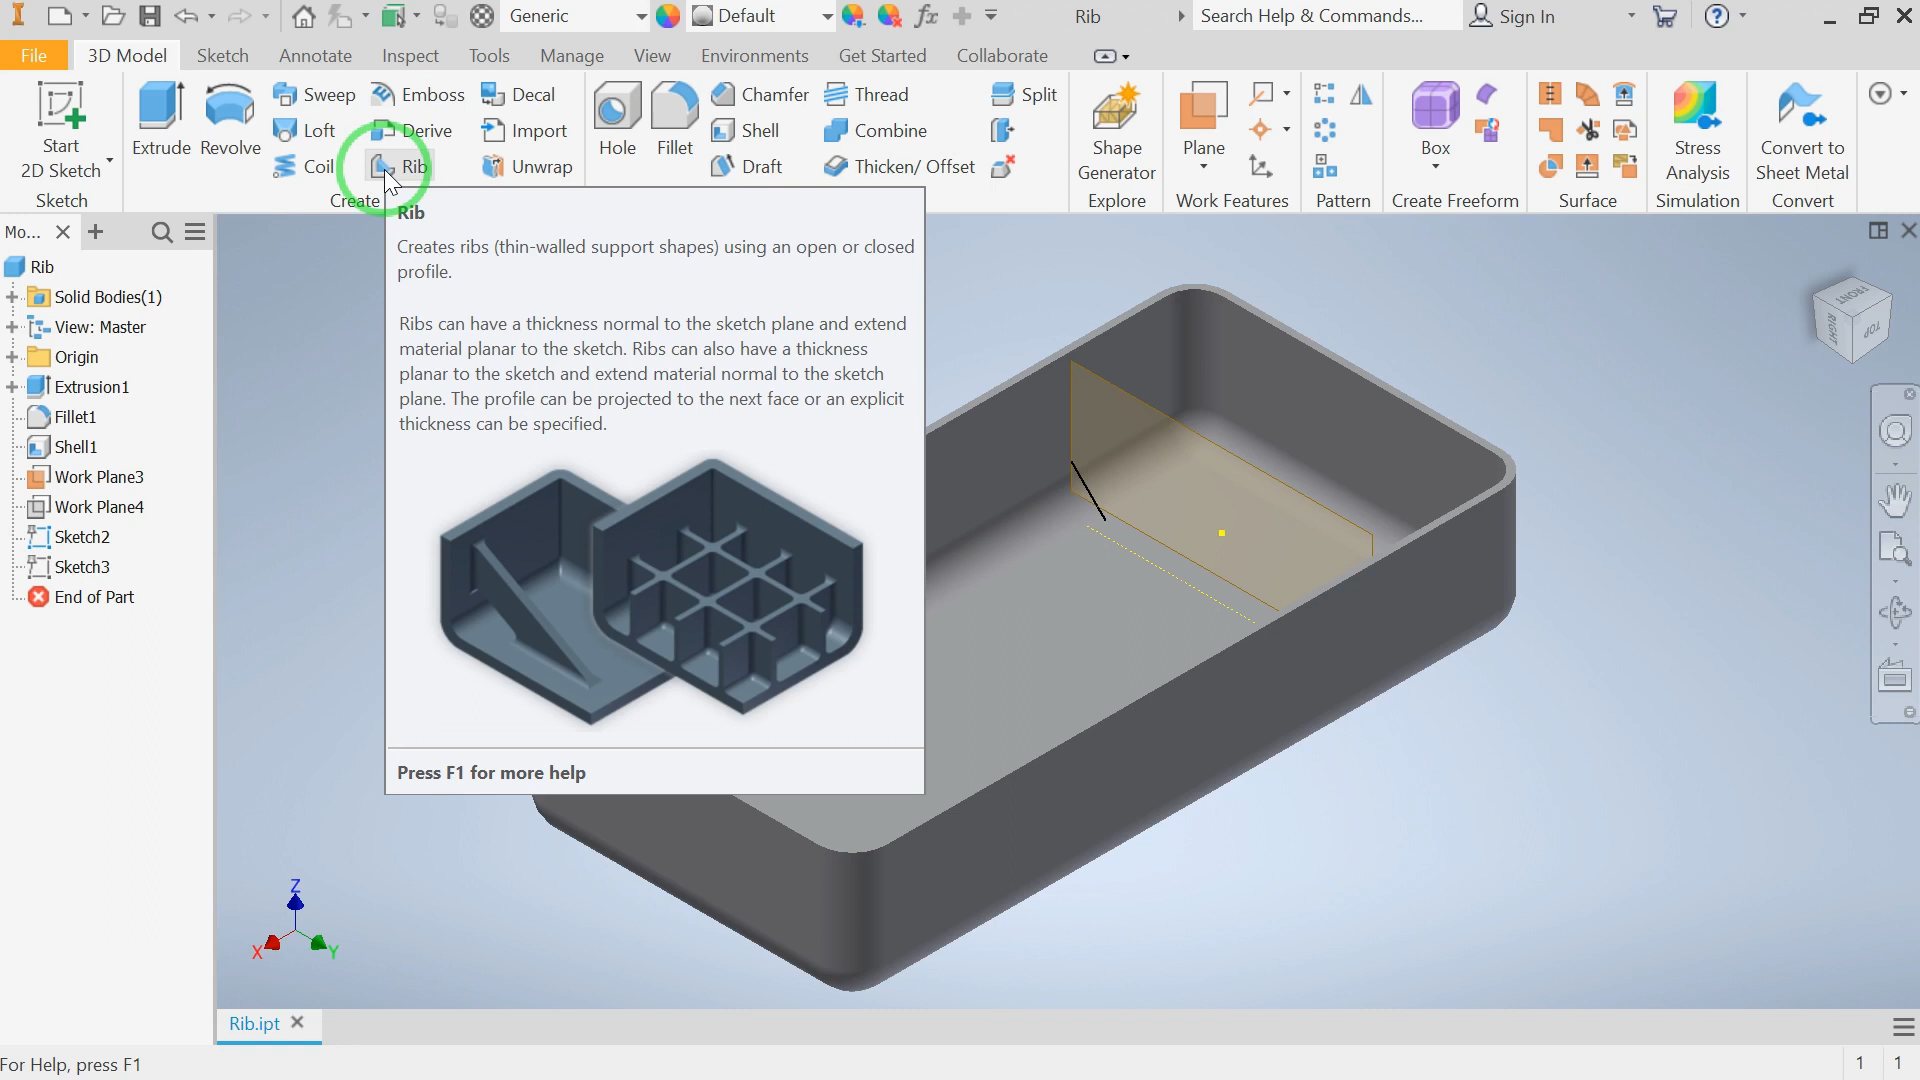 Generic
Default
Rib
Search Help & Commands...
Sign In
File
3D Model
Sketch
Annotate
Inspect
Tools
Manage
View
Environments
Get Started
Collaborate
Start
2D Sketch
Sketch
Extrude
Revolve
Sweep
Loft
Coil
Emboss
Derive
Rib
Decal
Import
Unwrap
Create
Hole
Fillet
Chamfer
Shell
Draft
Thread
Combine
Thicken/ Offset
Split
Shape
Generator
Explore
Plane
Work Features
Pattern
Box
Create Freeform
Surface
Stress
Analysis
Simulation
Convert to
Sheet Metal
Convert
Mo...
Rib
Solid Bodies(1)
View: Master
Origin
Extrusion1
Fillet1
Shell1
Work Plane3
Work Plane4
Sketch2
Sketch3
End of Part
Rib
Creates ribs (thin-walled support shapes) using an open or closed
profile.
Ribs can have a thickness normal to the sketch plane and extend
material planar to the sketch. Ribs can also have a thickness
planar to the sketch and extend material normal to the sketch
plane. The profile can be projected to the next face or an explicit
thickness can be specified.
Press F1 for more help
FRONT
RIGHT
TOP
Z
X
Y
Rib.ipt
For Help, press F1
1
1